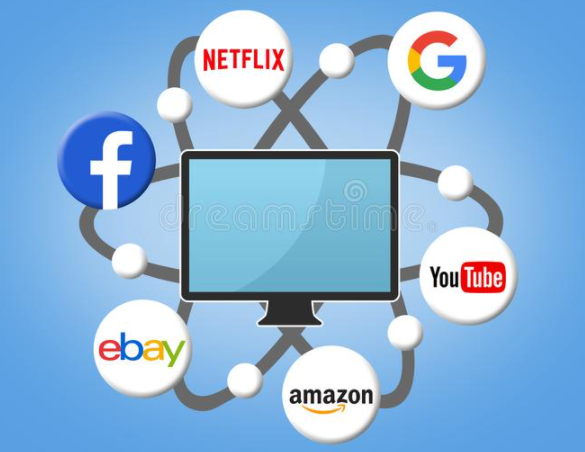 NETFLIX
G
f
dreamstime.
YouTube
ebay
amazon